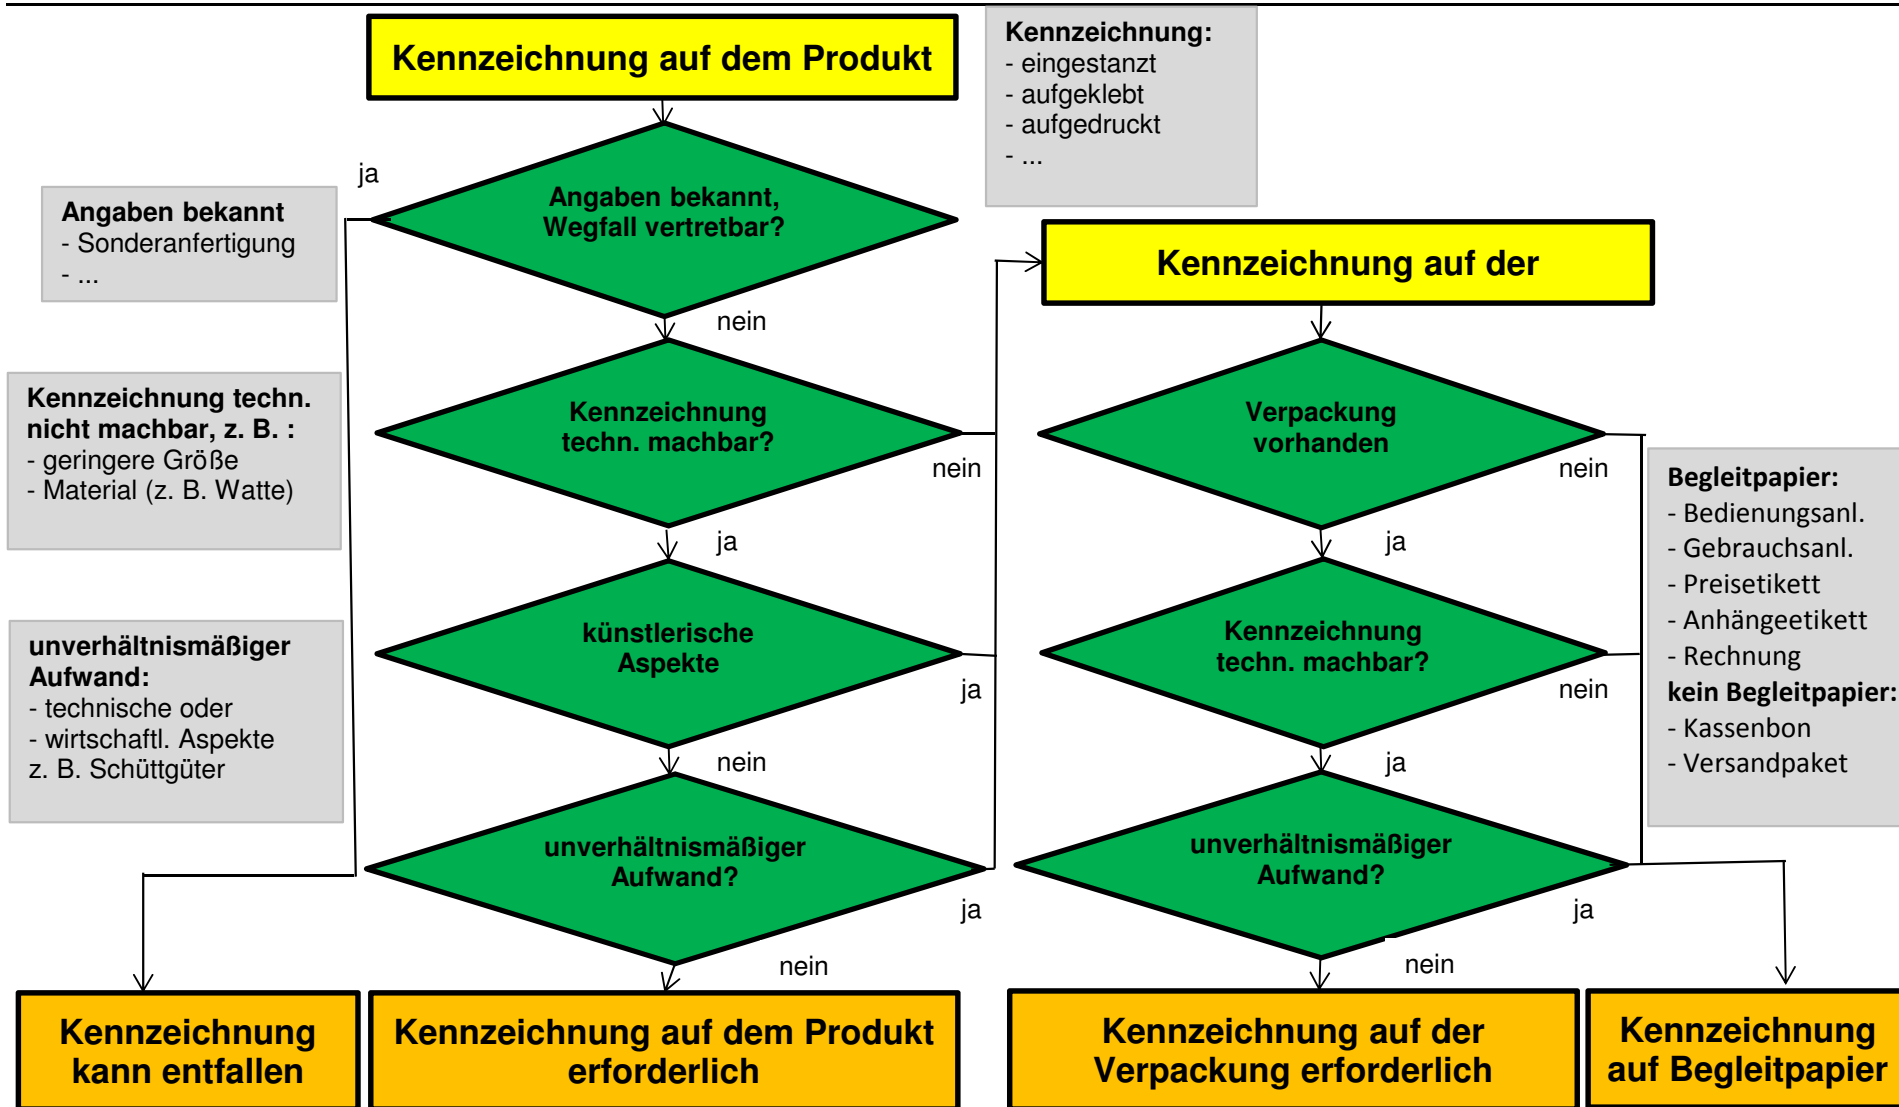 Kennzeichnung auf dem Produkt
Kennzeichnung:
- eingestanzt
- aufgeklebt
- aufgedruckt
- ...
ja
Angaben bekannt,
Wegfall vertretbar?
Angaben bekannt
- Sonderanfertigung
- ...
Kennzeichnung auf der
nein
Kennzeichnung techn.
nicht machbar, z. B. :
- geringere Größe
- Material (z. B. Watte)
Kennzeichnung
techn. machbar?
nein
Verpackung
vorhanden
nein
Begleitpapier:
- Bedienungsanl.
- Gebrauchsanl.
- Preisetikett
- Anhängeetikett
- Rechnung
kein Begleitpapier:
- Kassenbon
- Versandpaket
ja
ja
unverhältnismäßiger
Aufwand:
- technische oder
- wirtschaftl. Aspekte
z. B. Schüttgüter
künstlerische
Aspekte
ja
Kennzeichnung
techn. machbar?
nein
nein
ja
unverhältnismäßiger
Aufwand?
ja
unverhältnismäßiger
Aufwand?
ja
nein
nein
Kennzeichnung
kann entfallen
Kennzeichnung auf dem Produkt
erforderlich
Kennzeichnung auf der
Verpackung erforderlich
Kennzeichnung
auf Begleitpapier